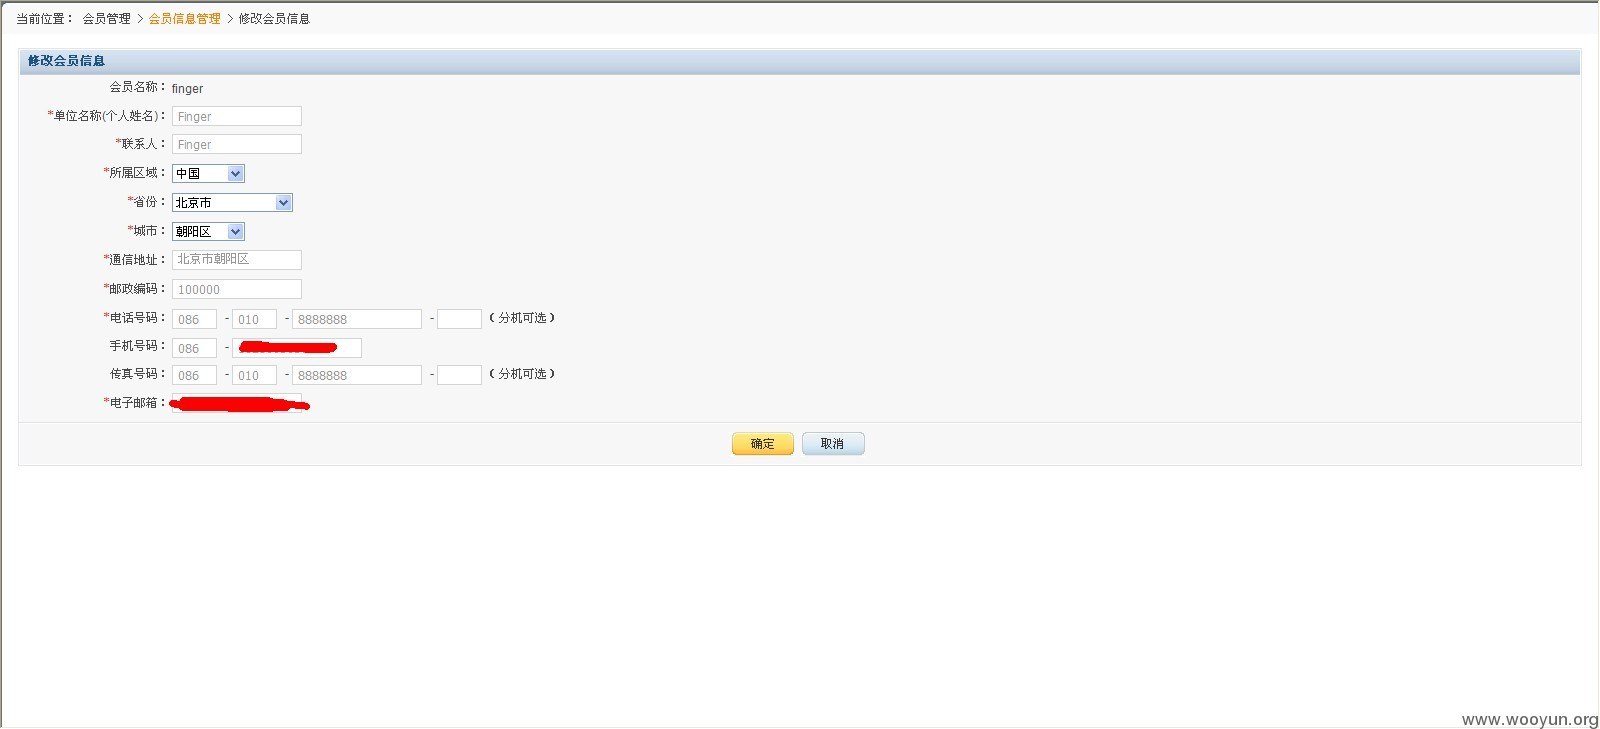 当前位置： 会员管理 > 会员信息管理 > 修改会员信息
修改会员信息
会员名称： finger
*单位名称(个人姓名)： Finger
*联系人： Finger
*所属区域： 中国
*省份： 北京市
*城市： 朝阳区
*通信地址： 北京市朝阳区
*邮政编码： 100000
*电话号码： 086 - 010 - 8888888 - （分机可选）
手机号码： 086 -
传真号码： 086 - 010 - 8888888 - （分机可选）
*电子邮箱：
确定 取消
www.wooyun.org